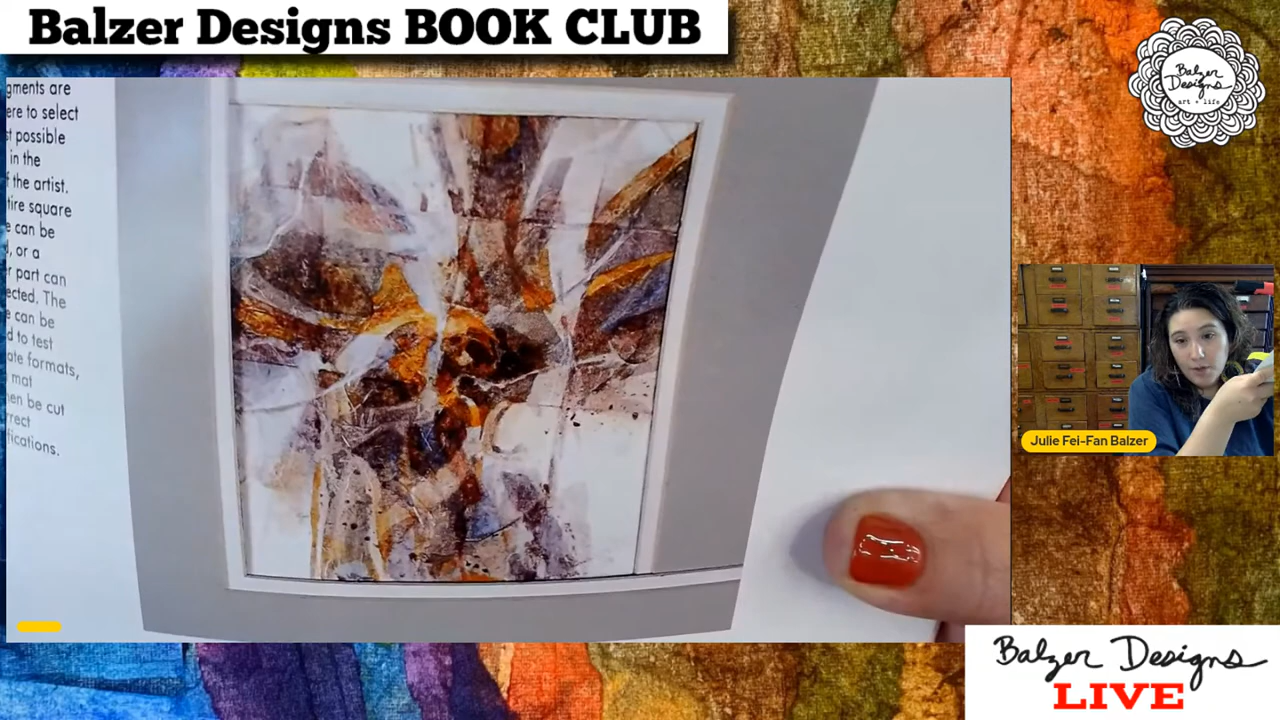 Balzer Designs BOOK CLUB
Balzer
Designs
art + life
gments are
ere to select
st possible
in the
f the artist.
tire square
e can be
, or a
r part can
ected. The
e can be
d to test
ate formats,
mat
hen be cut
rrect
fications.
Julie Fei-Fan Balzer
Balzer Designs
LIVE